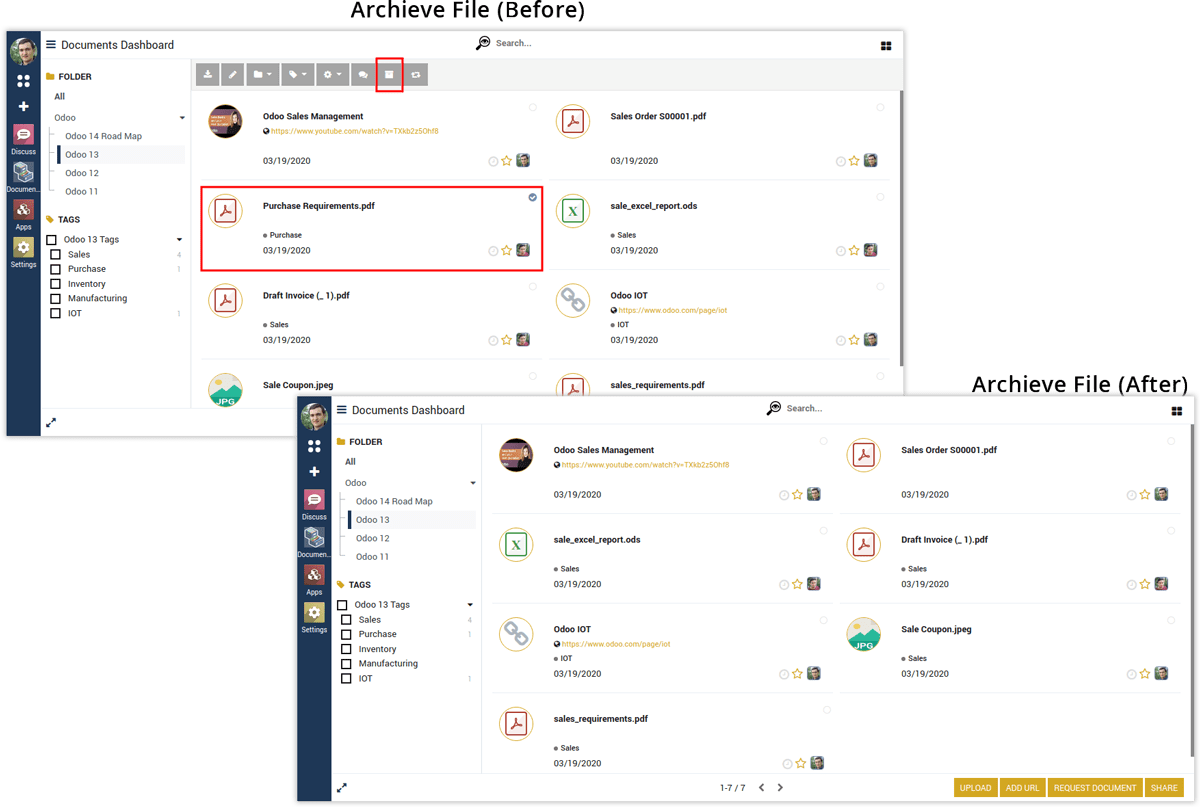 Archieve File (Before)
Documents Dashboard
Search...
FOLDER
All
Odoo
Odoo 14 Road Map
Odoo 13
Odoo 12
Odoo 11
TAGS
Odoo 13 Tags
Sales 4
Purchase 1
Inventory
Manufacturing
IOT 1
Discuss
Documen...
Apps
Settings
Odoo Sales Management
https://www.youtube.com/watch?v=TXkb2z5Ohf8
03/19/2020
Sales Order S00001.pdf
03/19/2020
Purchase Requirements.pdf
Purchase
03/19/2020
X
sale_excel_report.ods
Sales
03/19/2020
Draft Invoice (_ 1).pdf
Sales
03/19/2020
Odoo IOT
https://www.odoo.com/page/iot
IOT
03/19/2020
JPG
Sale Coupon.jpeg
sales_requirements.pdf
Archieve File (After)
Documents Dashboard
Search...
FOLDER
All
Odoo
Odoo 14 Road Map
Odoo 13
Odoo 12
Odoo 11
TAGS
Odoo 13 Tags
Sales 4
Purchase 1
Inventory
Manufacturing
IOT 1
Discuss
Documen...
Apps
Settings
Odoo Sales Management
https://www.youtube.com/watch?v=TXkb2z5Ohf8
03/19/2020
Sales Order S00001.pdf
03/19/2020
X
sale_excel_report.ods
Sales
03/19/2020
Draft Invoice (_ 1).pdf
Sales
03/19/2020
Odoo IOT
https://www.odoo.com/page/iot
IOT
03/19/2020
JPG
Sale Coupon.jpeg
Sales
03/19/2020
sales_requirements.pdf
Sales
03/19/2020
1-7 / 7
UPLOAD ADD URL REQUEST DOCUMENT SHARE